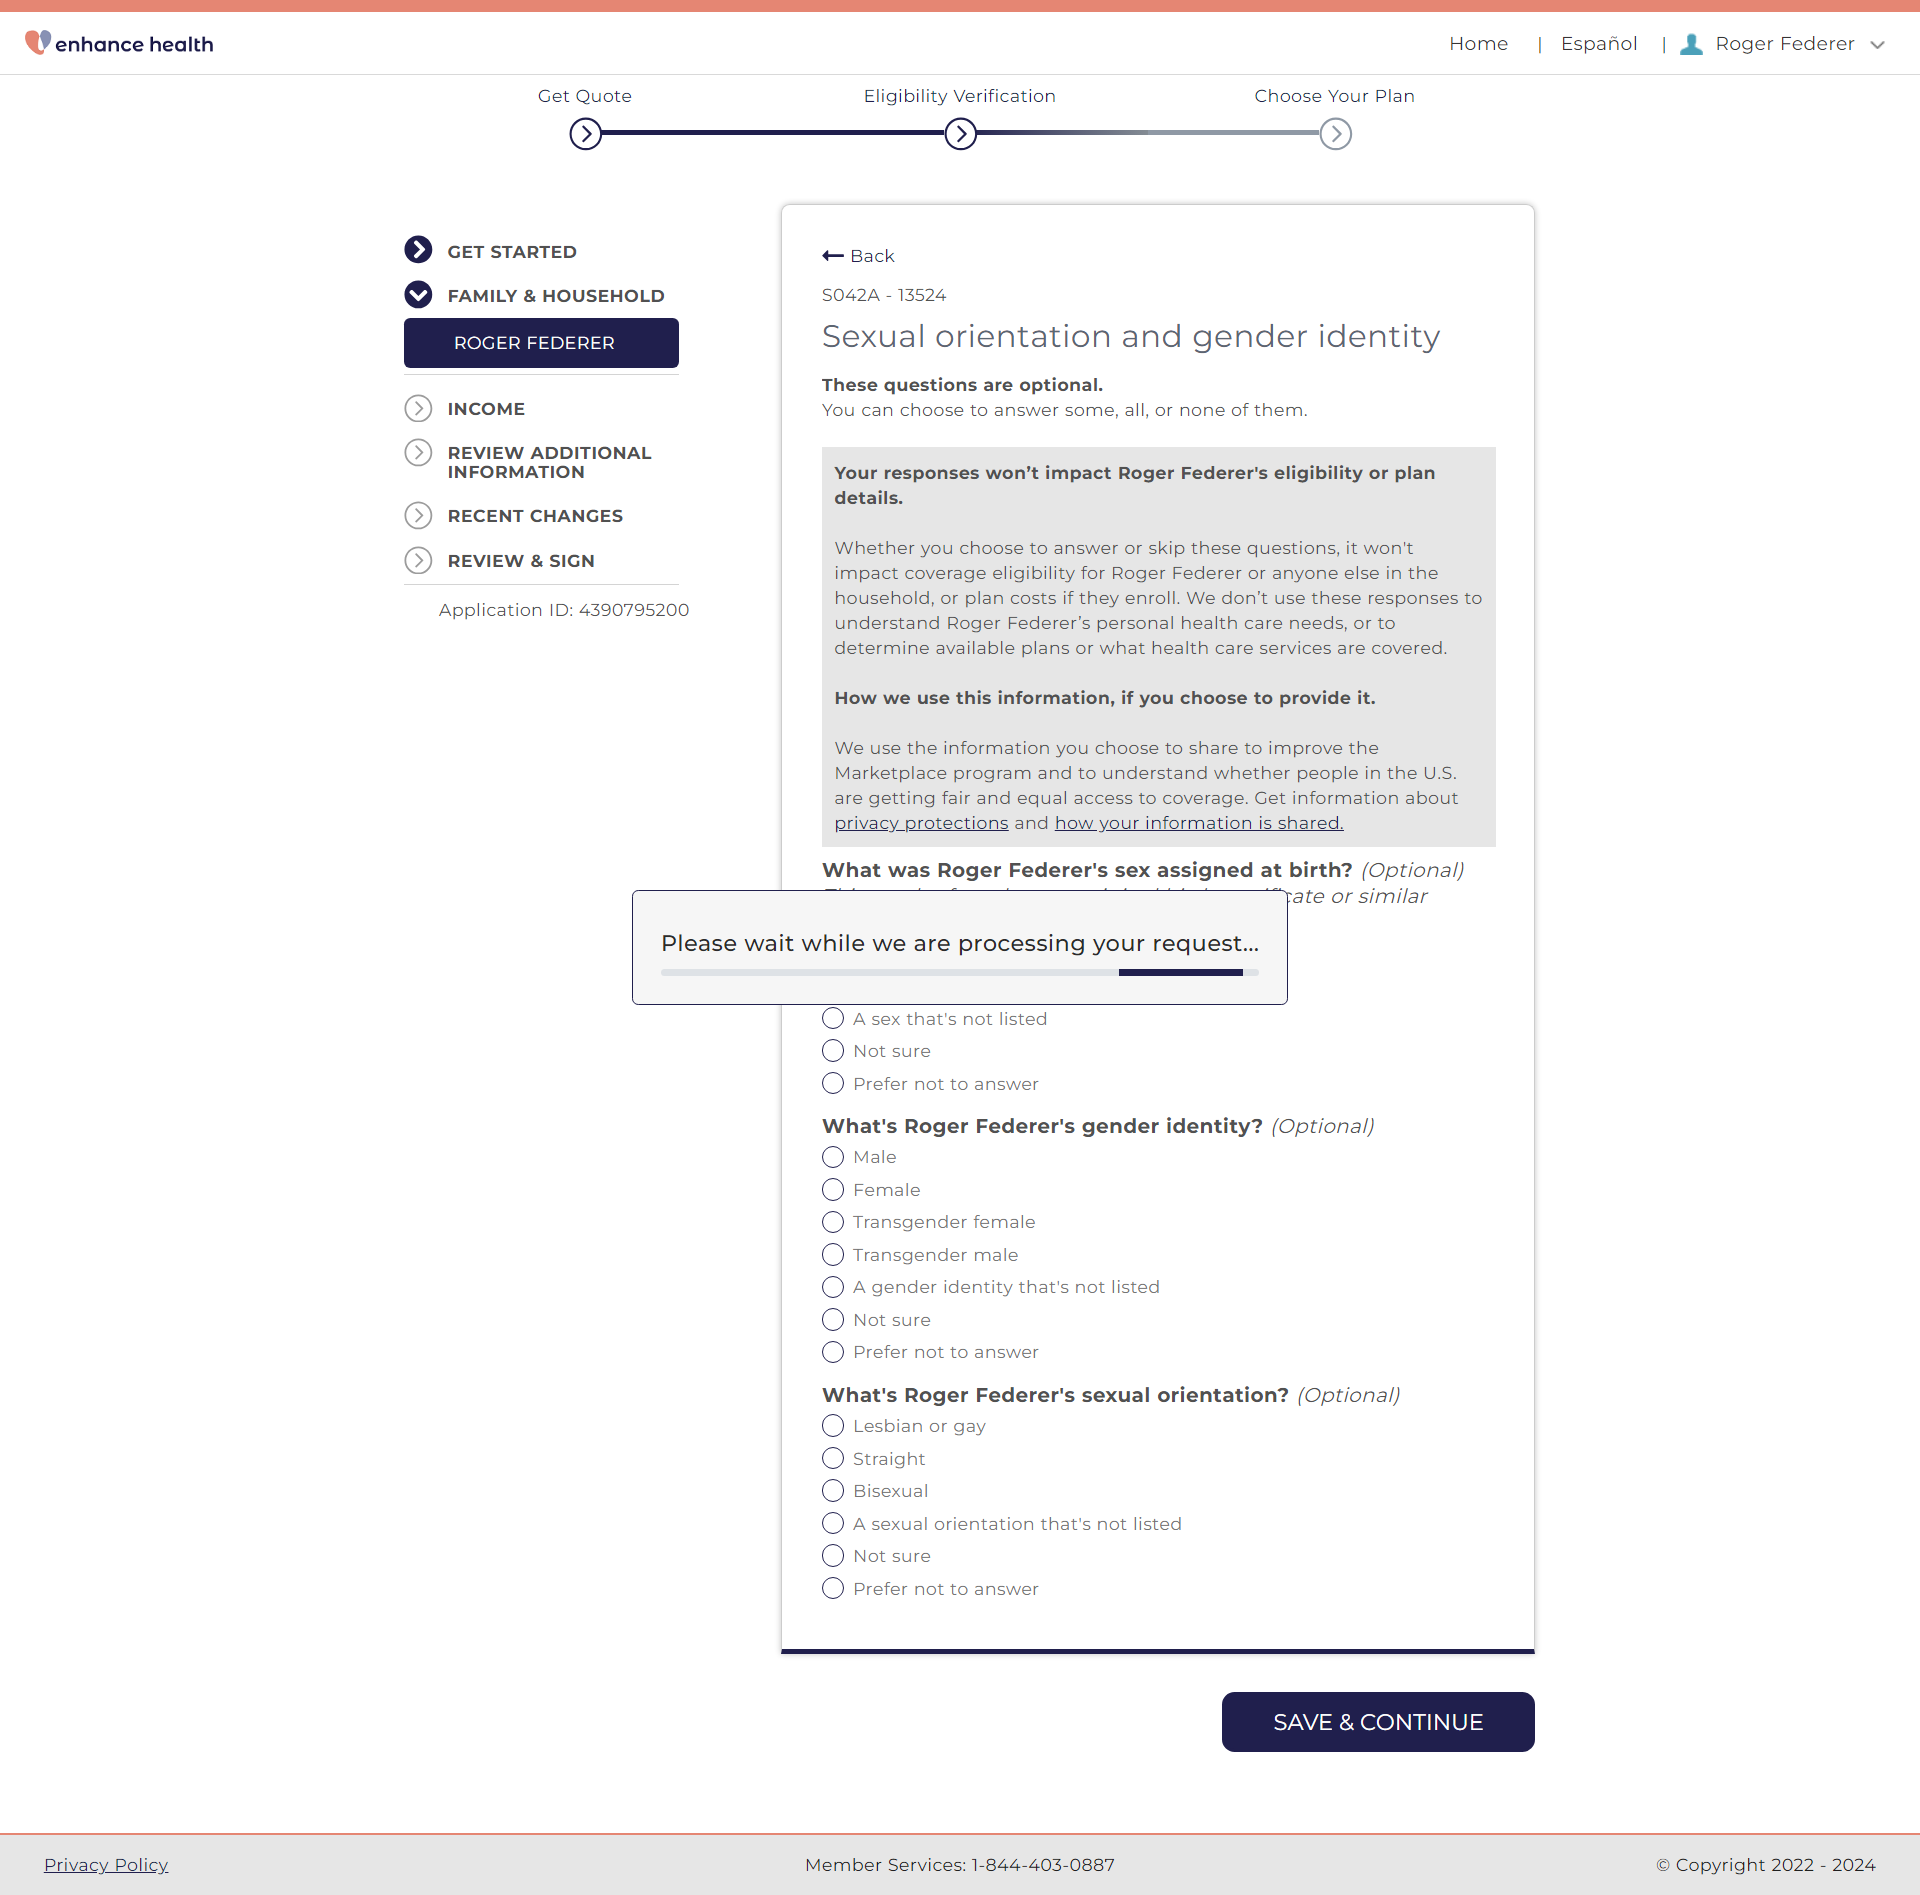 enhance health
Home | Español | Roger Federer
Get Quote
Eligibility Verification
Choose Your Plan
GET STARTED
FAMILY & HOUSEHOLD
ROGER FEDERER
INCOME
REVIEW ADDITIONAL
INFORMATION
RECENT CHANGES
REVIEW & SIGN
Application ID: 4390795200
Back
S042A - 13524
Sexual orientation and gender identity
These questions are optional.
You can choose to answer some, all, or none of them.
Your responses won’t impact Roger Federer's eligibility or plan
details.
Whether you choose to answer or skip these questions, it won't
impact coverage eligibility for Roger Federer or anyone else in the
household, or plan costs if they enroll. We don’t use these responses to
understand Roger Federer’s personal health care needs, or to
determine available plans or what health care services are covered.
How we use this information, if you choose to provide it.
We use the information you choose to share to improve the
Marketplace program and to understand whether people in the U.S.
are getting fair and equal access to coverage. Get information about
privacy protections and how your information is shared.
What was Roger Federer's sex assigned at birth? (Optional)
or similar
Please wait while we are processing your request...
A sex that's not listed
Not sure
Prefer not to answer
What's Roger Federer's gender identity? (Optional)
Male
Female
Transgender female
Transgender male
A gender identity that's not listed
Not sure
Prefer not to answer
What's Roger Federer's sexual orientation? (Optional)
Lesbian or gay
Straight
Bisexual
A sexual orientation that's not listed
Not sure
Prefer not to answer
SAVE & CONTINUE
Privacy Policy
Member Services: 1-844-403-0887
© Copyright 2022 - 2024